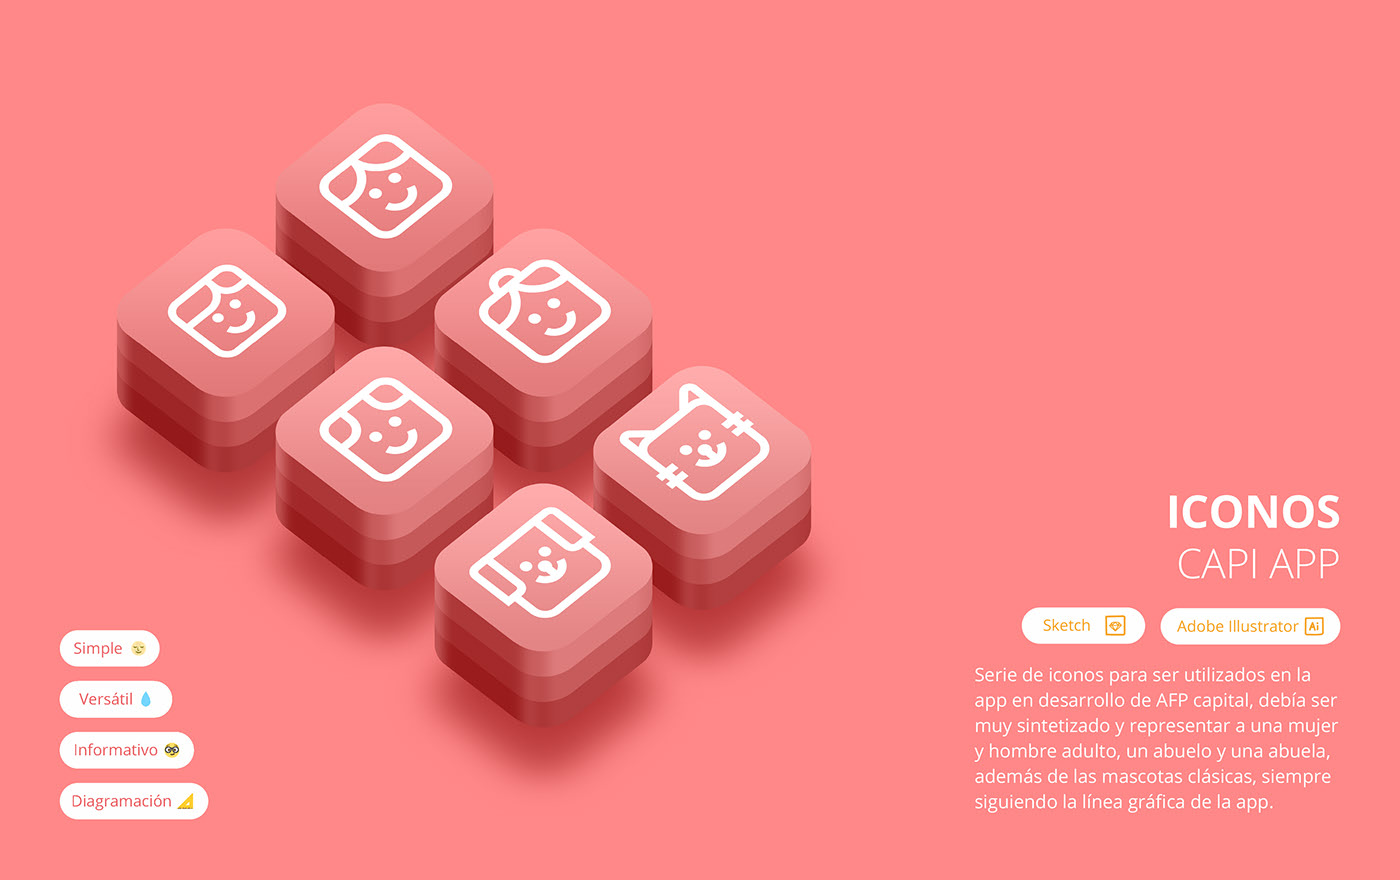 ICONOS
CAPI APP
Sketch
Adobe Illustrator Ai
Serie de iconos para ser utilizados en la
app en desarrollo de AFP capital, debía ser
muy sintetizado y representar a una mujer
y hombre adulto, un abuelo y una abuela,
además de las mascotas clásicas, siempre
siguiendo la línea gráfica de la app.
Simple
Versátil
Informativo
Diagramación